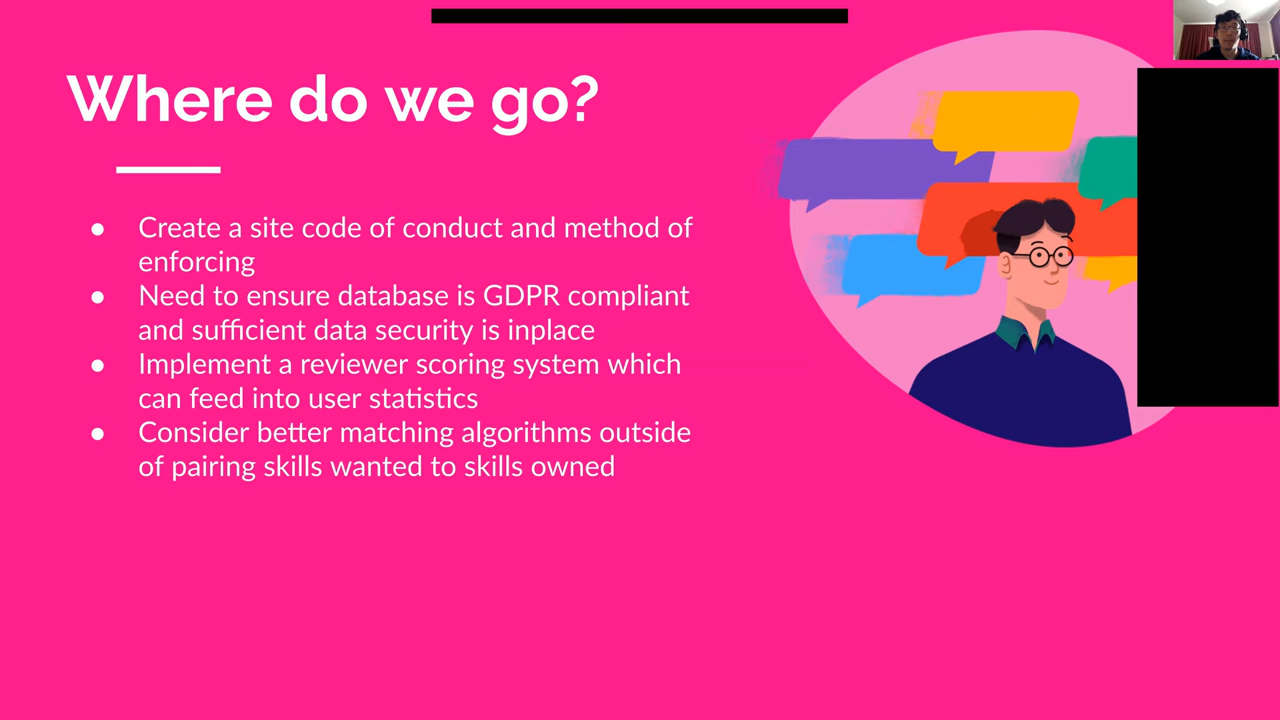 Where do we go?
● Create a site code of conduct and method of
enforcing
● Need to ensure database is GDPR compliant
and sufficient data security is inplace
● Implement a reviewer scoring system which
can feed into user statistics
● Consider better matching algorithms outside
of pairing skills wanted to skills owned